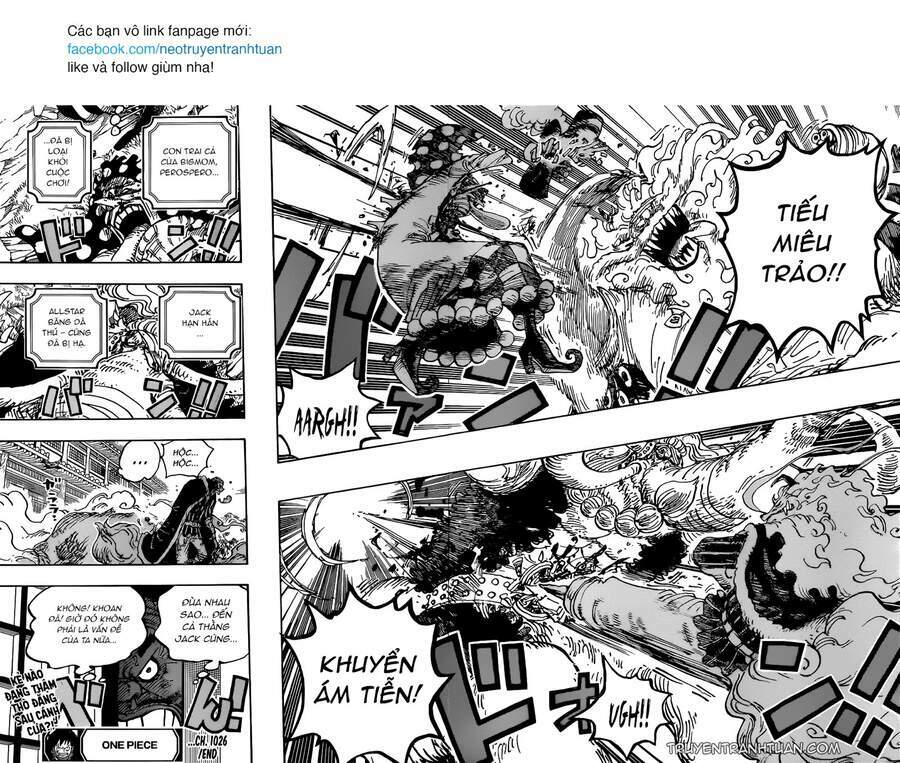 Các bạn vô link fanpage mới:
facebook.com/neotruyentranhtuan
like và follow giùm nha!
TIẾU
MIÊU
TRẢO!!
AARGH!!
KHUYỂN
ÁM TIỄN!
UGH!!
CON TRAI CẢ
CỦA BIGMOM,
PEROSPERO...
...ĐÃ BỊ
LOẠI
KHỎI
CUỘC
CHƠI!
JACK
HẠN HÁN...
ALLSTAR
BĂNG DÃ
THÚ - CŨNG
ĐÃ BỊ HẠ.
HỘC...
HỘC...
...
ĐÙA NHAU
SAO... ĐẾN
CẢ THẰNG
JACK CŨNG...
KHÔNG! KHOAN
ĐÃ! GIỜ ĐÓ KHÔNG
PHẢI LÀ VẤN ĐỀ
CỦA TA NỮA...
KẺ NÀO
ĐANG THẬP
THÒ ĐẰNG
SAU CÁNH
CỬA?!
ONE PIECE
...CH. 1026
/END
TRUYENTRANHTUAN.COM